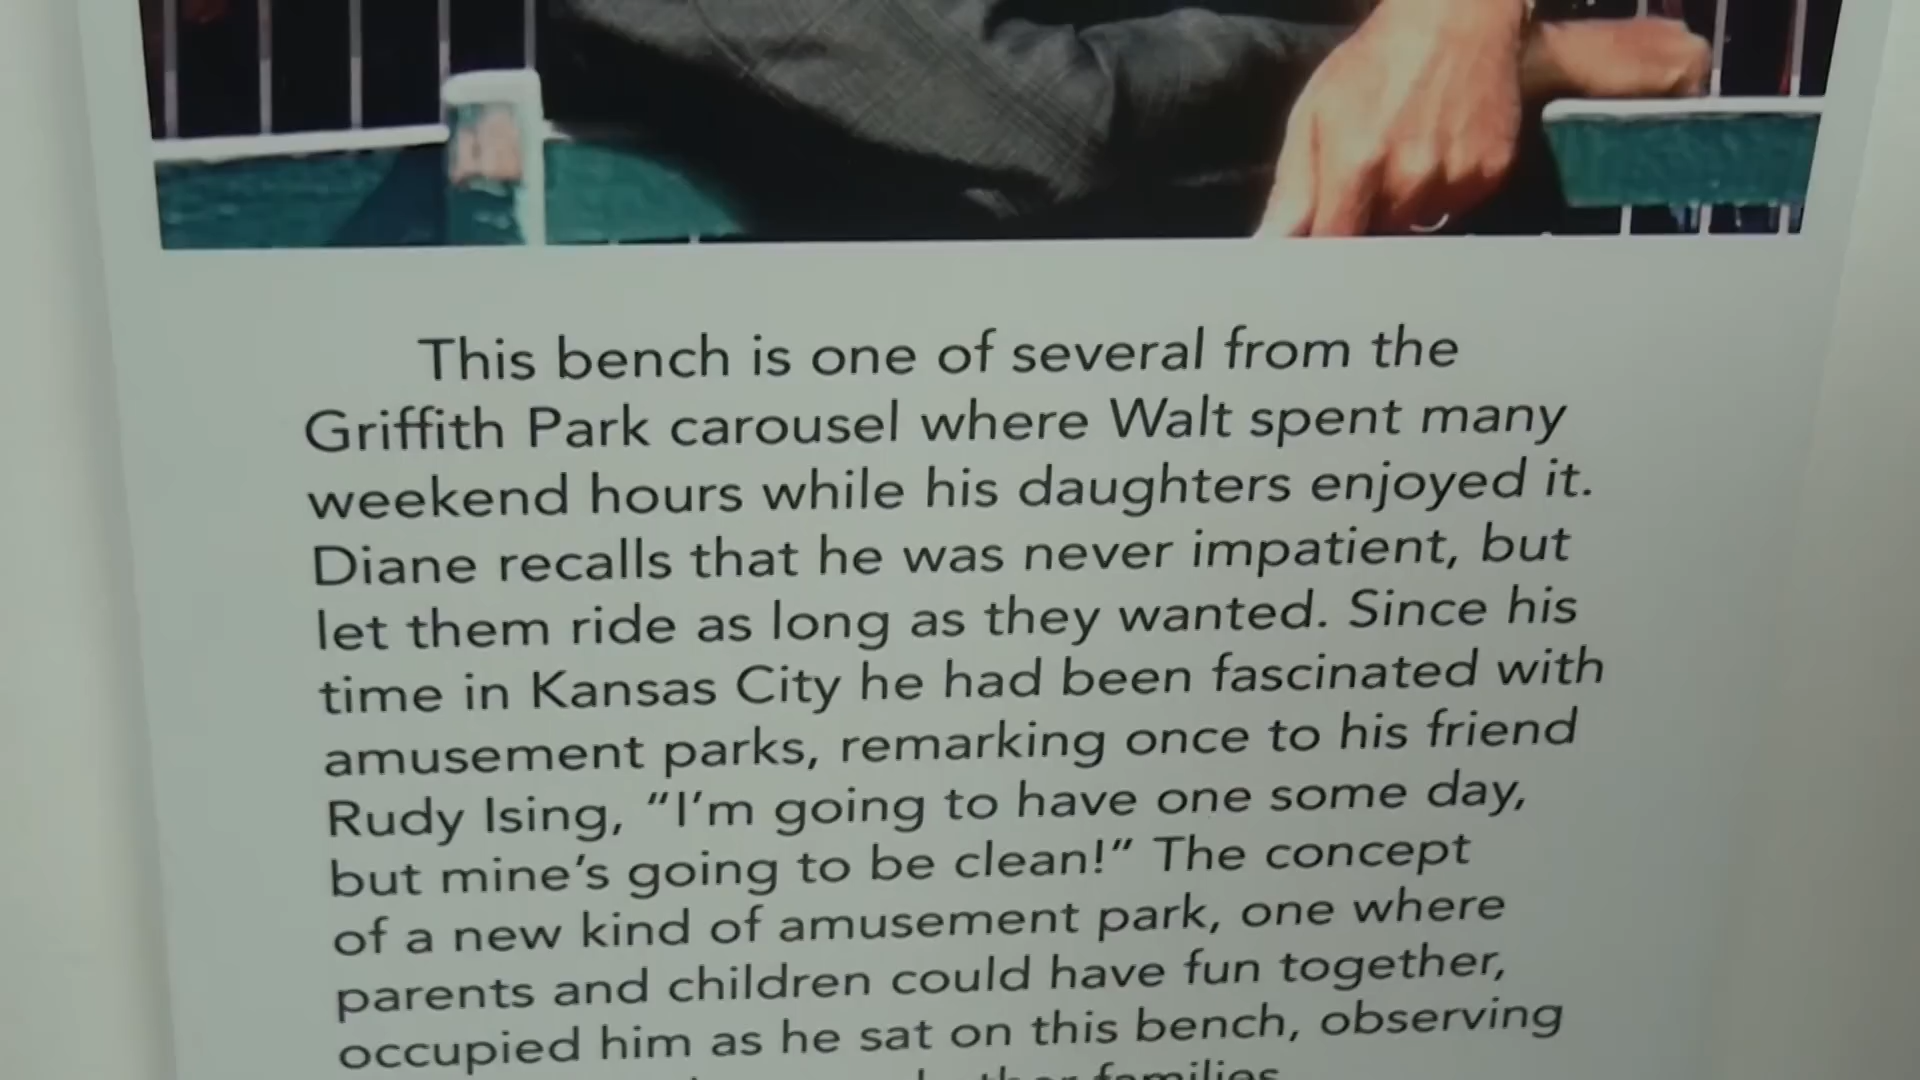 This bench is one of several from the
Griffith Park carousel where Walt spent many
weekend hours while his daughters enjoyed it.
Diane recalls that he was never impatient, but
let them ride as long as they wanted. Since his
time in Kansas City he had been fascinated with
amusement parks, remarking once to his friend
Rudy Ising, “I’m going to have one some day,
but mine’s going to be clean!” The concept
of a new kind of amusement park, one where
parents and children could have fun together,
occupied him as he sat on this bench, observing
families